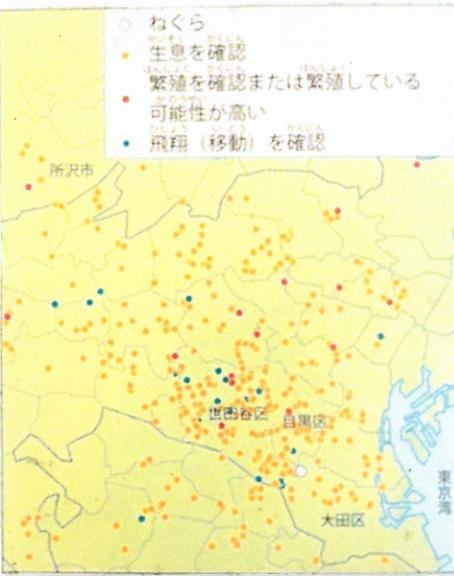 ねぐら
生息を確認
繁殖を確認または繁殖している
可能性が高い
飛翔（移動）を確認
所沢市
世田谷区
目黒区
大田区
東京湾